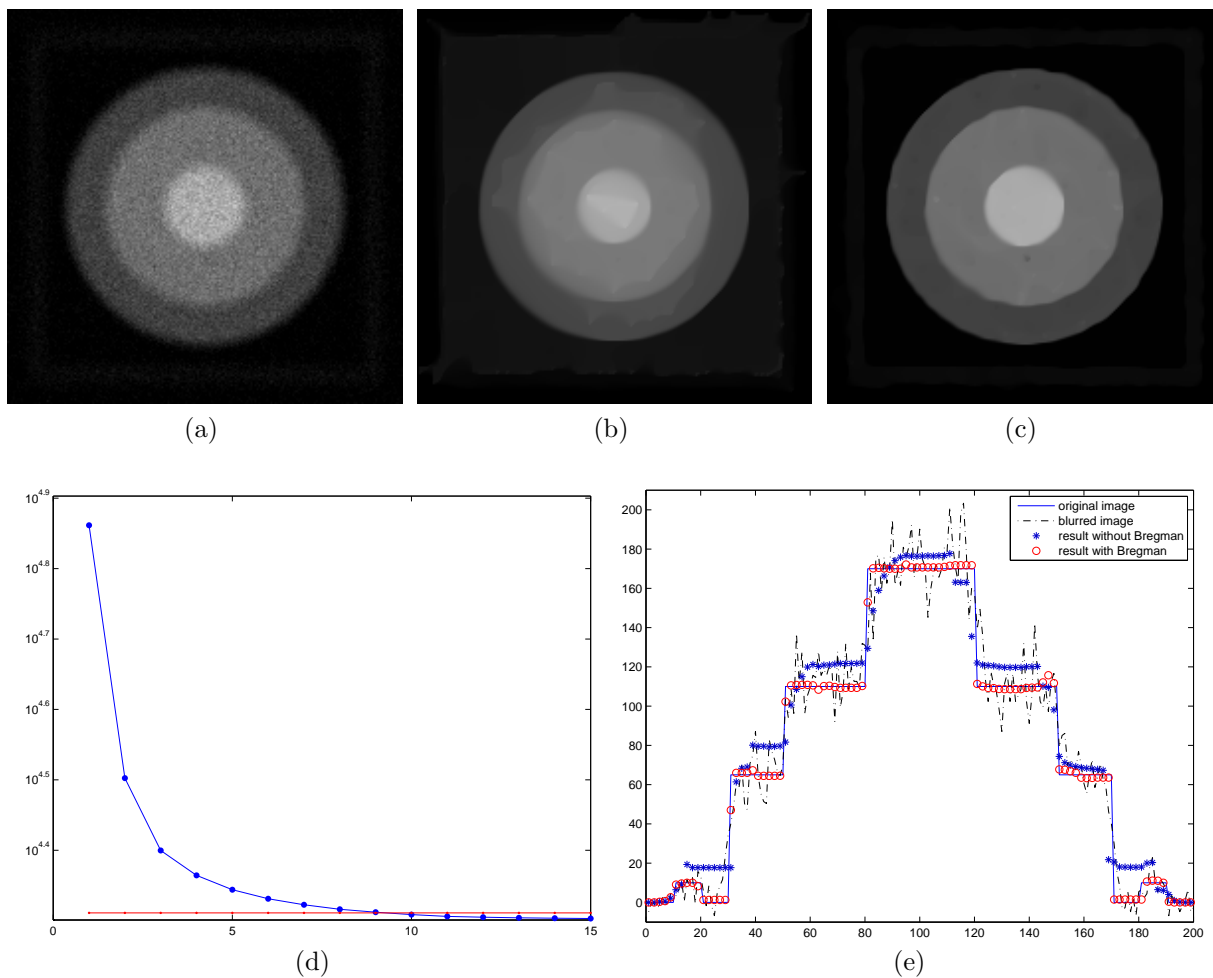 (a)
(b)
(c)
10^4.9
10^4.8
10^4.7
10^4.6
10^4.5
10^4.4
0 5 10 15
(d)
200
180
160
140
120
100
80
60
40
20
0
0 20 40 60 80 100 120 140 160 180 200
original image
blurred image
result without Bregman
result with Bregman
(e)